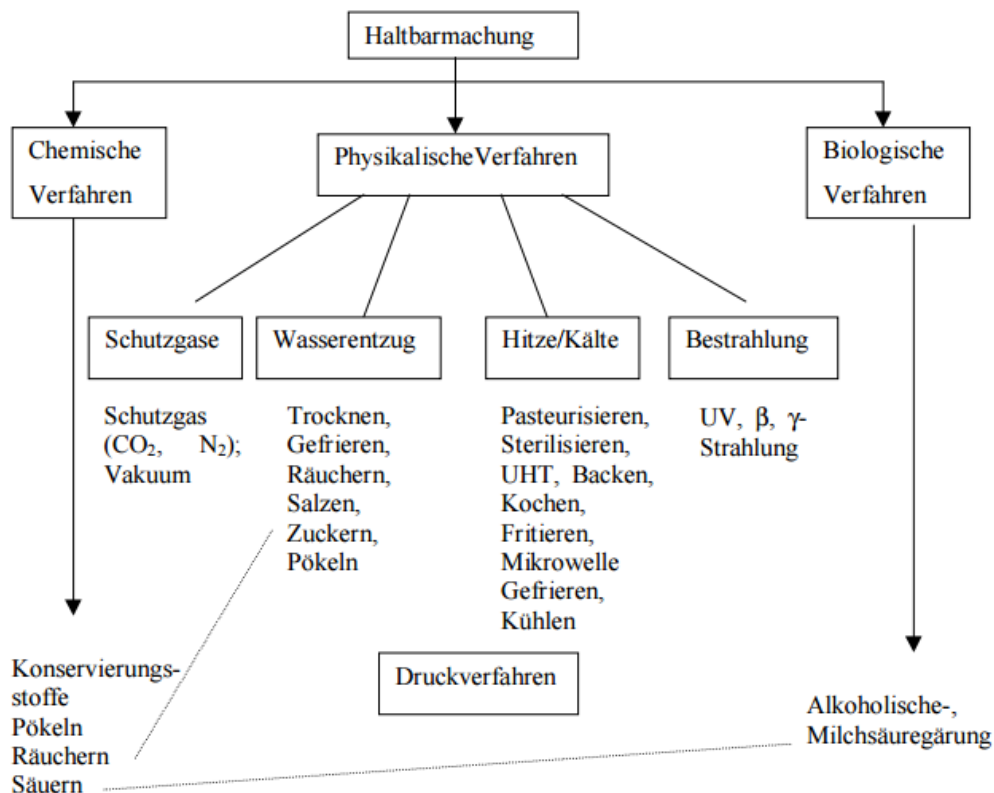 Haltbarmachung
Chemische
Verfahren
Physikalische Verfahren
Biologische
Verfahren
Schutzgase
Wasserentzug
Hitze/Kälte
Bestrahlung
Schutzgas
(CO₂, N₂);
Vakuum
Trocknen,
Gefrieren,
Räuchern,
Salzen,
Zuckern,
Pökeln
Pasteurisieren,
Sterilisieren,
UHT, Backen,
Kochen,
Fritieren,
Mikrowelle
Gefrieren,
Kühlen
UV, β, γ-
Strahlung
Druckverfahren
Konservierungs-
stoffe
Pökeln
Räuchern
Säuern
Alkoholische-,
Milchsäuregärung